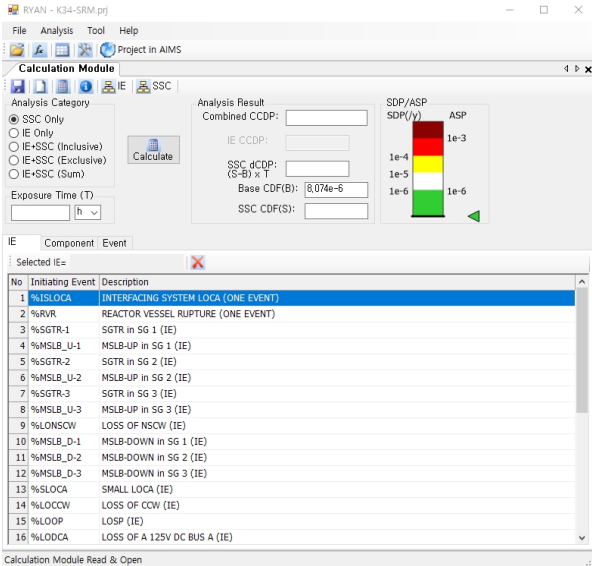 RYAN - K34-SRM.prj
File Analysis Tool Help
Project in AIMS
Calculation Module
IE SSC
Analysis Category
SSC Only
IE Only
IE+SSC (Inclusive)
IE+SSC (Exclusive)
IE+SSC (Sum)
Exposure Time (T)
h
Calculate
Analysis Result
Combined CCDP:
IE CCDP:
SSC dCDP:
(S-B) x T
Base CDF(B): 8,074e-6
SSC CDF(S):
SDP/ASP
SDP(/y) ASP
1e-3
1e-4
1e-5
1e-6 1e-6
IE Component Event
Selected IE=
No Initiating Event Description
1 %ISLOCA INTERFACING SYSTEM LOCA (ONE EVENT)
2 %RVR REACTOR VESSEL RUPTURE (ONE EVENT)
3 %SGTR-1 SGTR in SG 1 (IE)
4 %MSLB_U-1 MSLB-UP in SG 1 (IE)
5 %SGTR-2 SGTR in SG 2 (IE)
6 %MSLB_U-2 MSLB-UP in SG 2 (IE)
7 %SGTR-3 SGTR in SG 3 (IE)
8 %MSLB_U-3 MSLB-UP in SG 3 (IE)
9 %LONSCW LOSS OF NSCW (IE)
10 %MSLB_D-1 MSLB-DOWN in SG 1 (IE)
11 %MSLB_D-2 MSLB-DOWN in SG 2 (IE)
12 %MSLB_D-3 MSLB-DOWN in SG 3 (IE)
13 %SLOCA SMALL LOCA (IE)
14 %LOCCW LOSS OF CCW (IE)
15 %LOOP LOSP (IE)
16 %LODCA LOSS OF A 125V DC BUS A (IE)
Calculation Module Read & Open